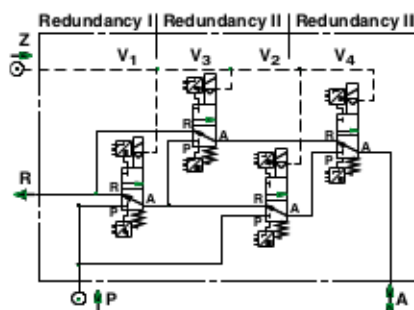 Redundancy I Redundancy II Redundancy II
Z V1 V3 V2 V4
R A R A
P P
R A R A
R P P
P A